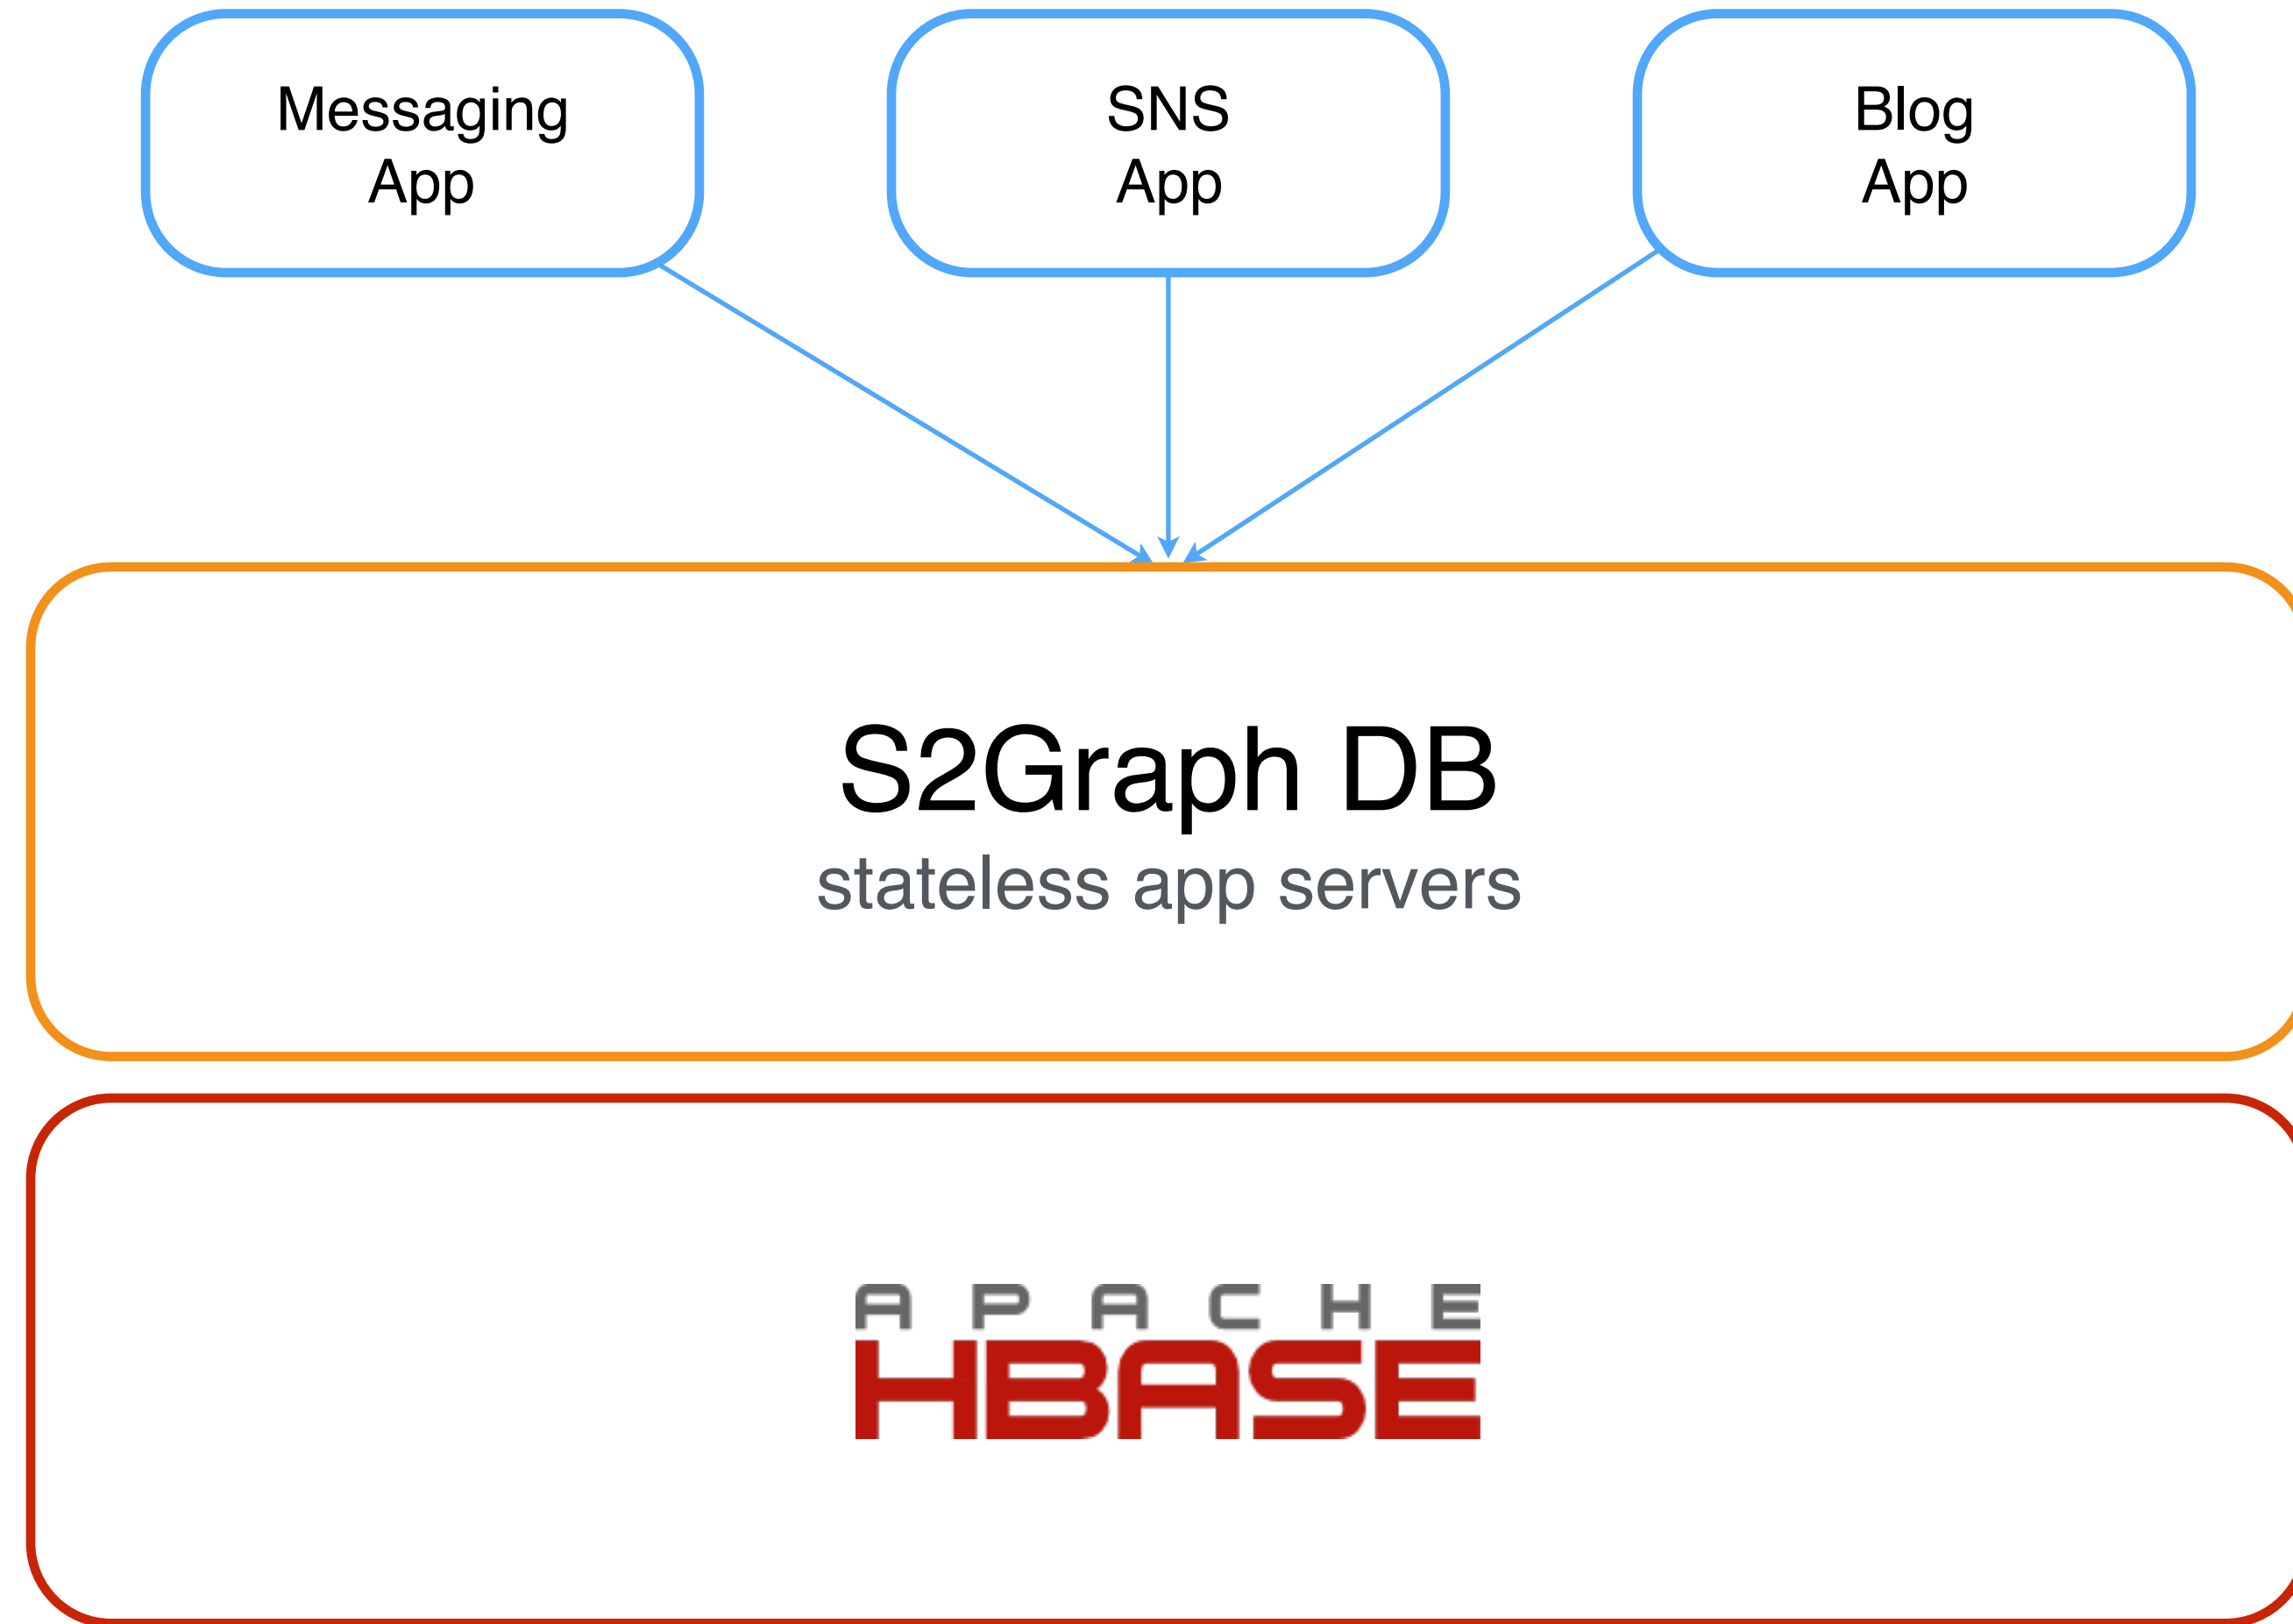 Messaging
App
SNS
App
Blog
App
S2Graph DB
stateless app servers
APACHE
HBASE